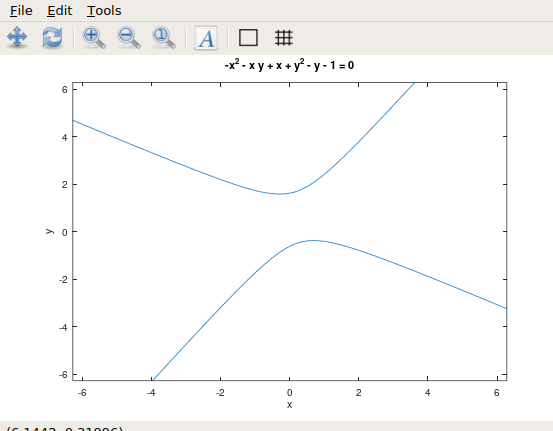 File Edit Tools
A
-x² - x y + x + y² - y - 1 = 0
6
4
2
y 0
-2
-4
-6
-6 -4 -2 0 2 4 6
x